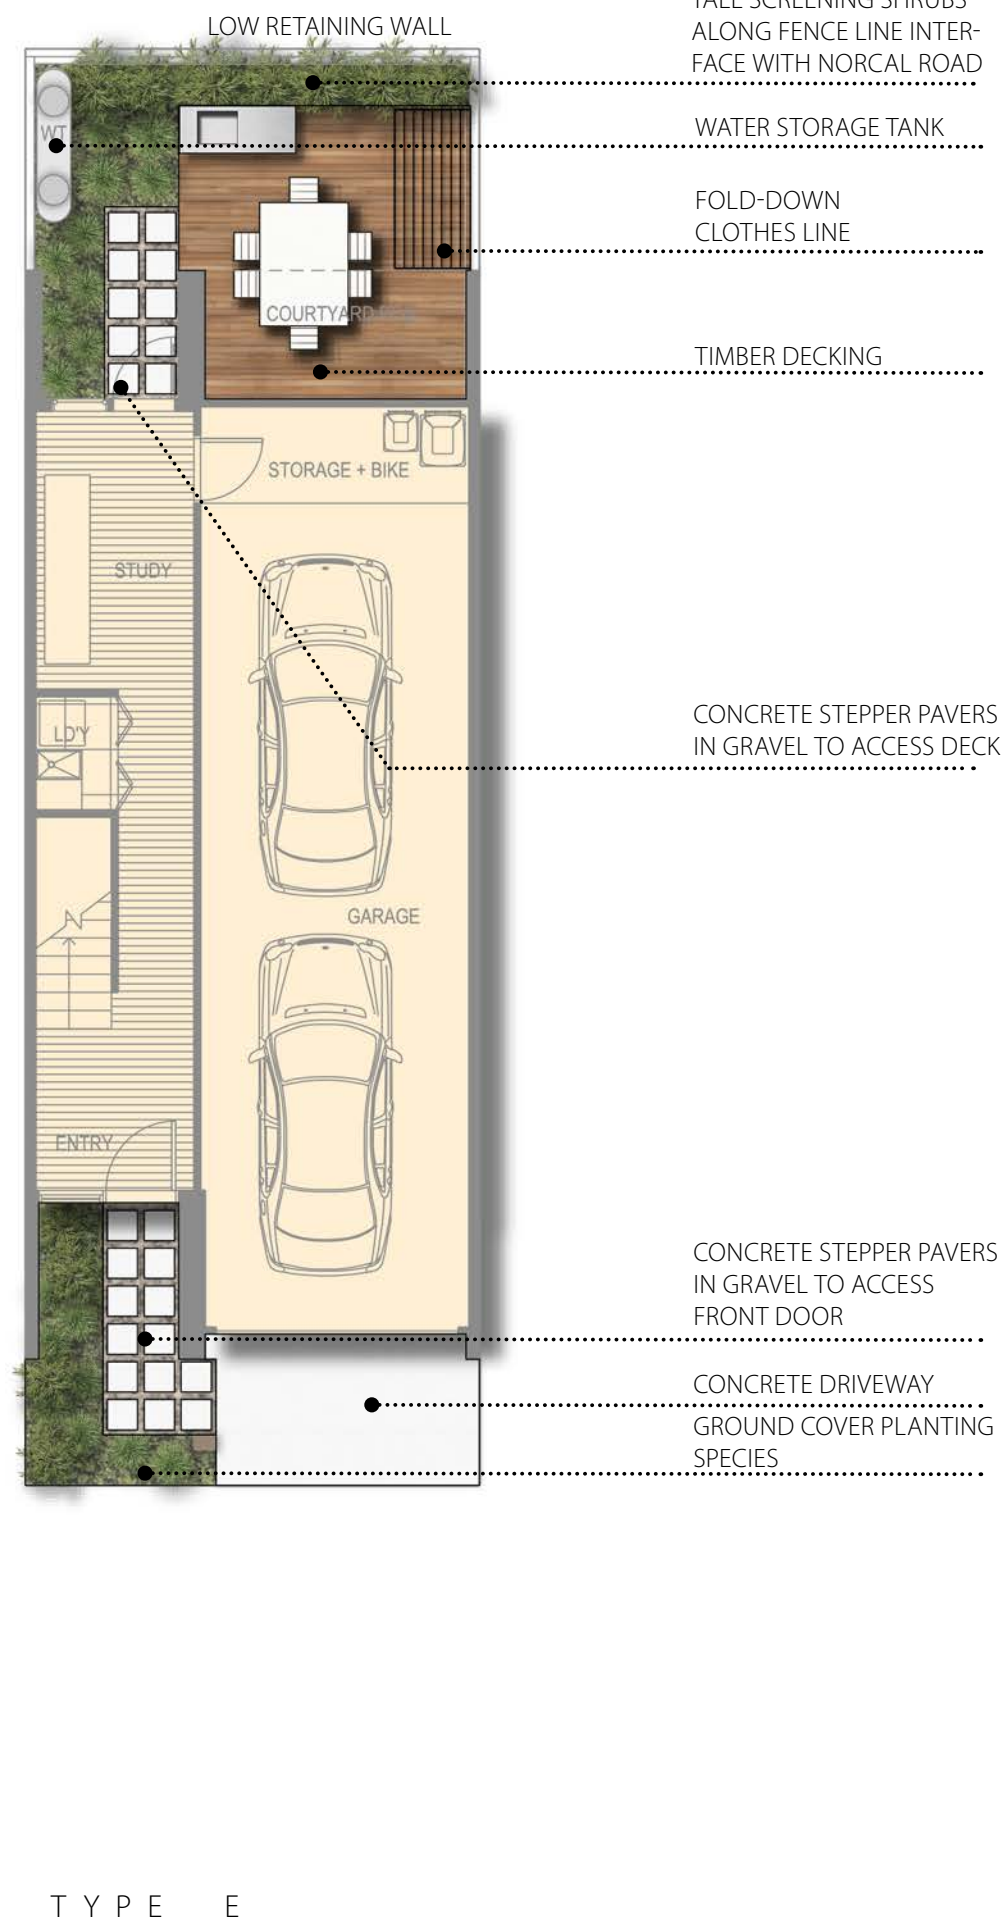 LOW RETAINING WALL
TALL SCREENING SHRUBS
ALONG FENCE LINE INTER-
FACE WITH NORCAL ROAD
WT
WATER STORAGE TANK
FOLD-DOWN
CLOTHES LINE
COURTYARD
TIMBER DECKING
STORAGE + BIKE
STUDY
CONCRETE STEPPER PAVERS
IN GRAVEL TO ACCESS DECK
LD'Y
GARAGE
ENTRY
CONCRETE STEPPER PAVERS
IN GRAVEL TO ACCESS
FRONT DOOR
CONCRETE DRIVEWAY
GROUND COVER PLANTING
SPECIES
TYPE E